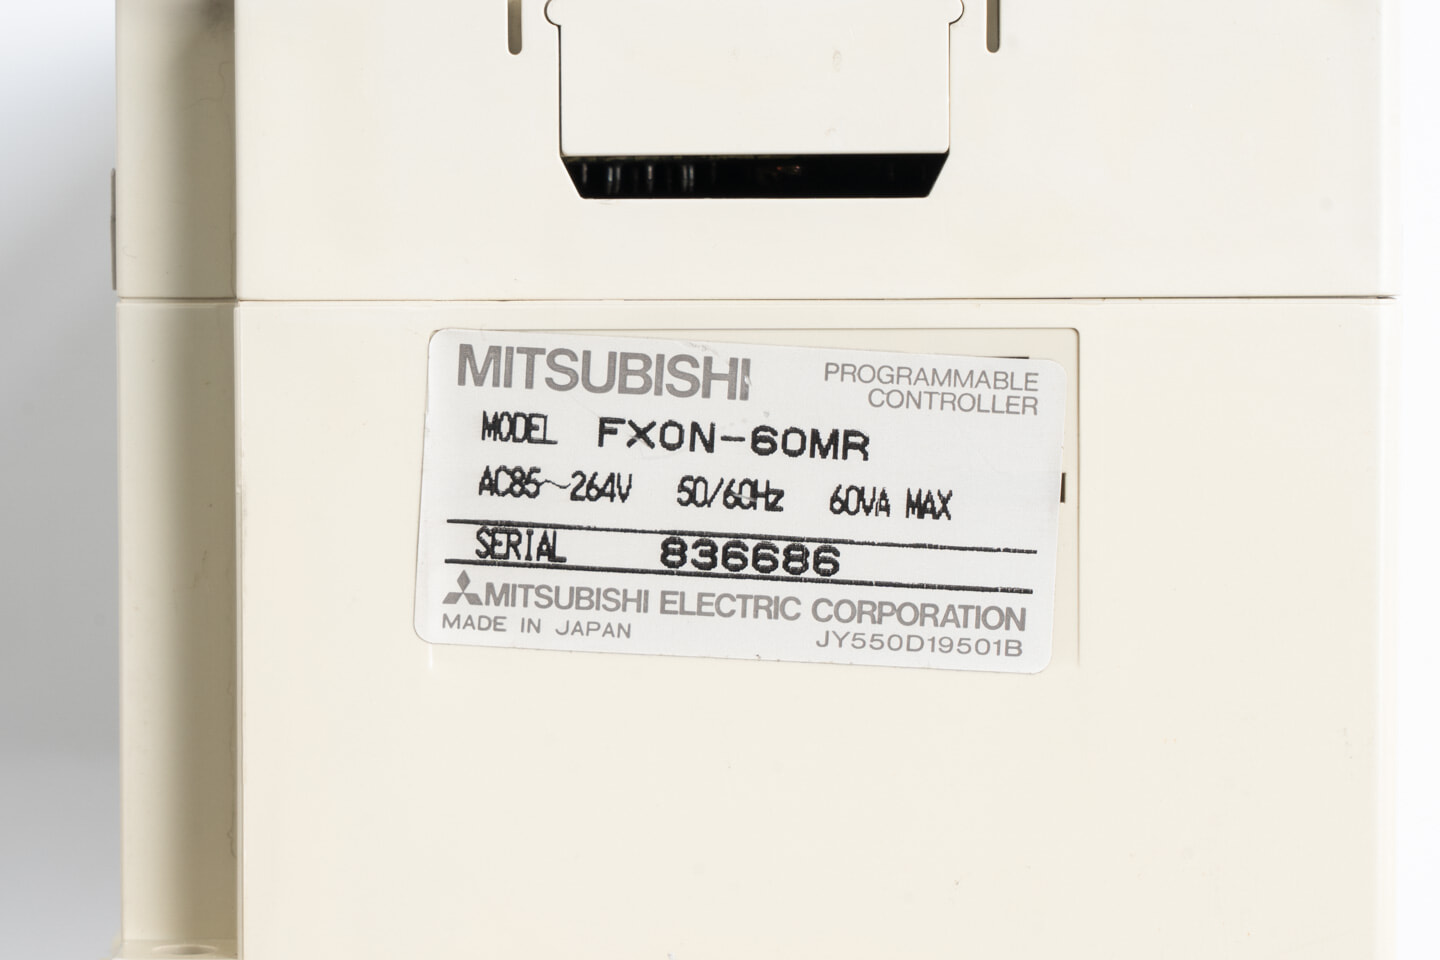 MITSUBISHI
PROGRAMMABLE
CONTROLLER
MODEL FX0N-60MR
AC85~264V 50/60Hz 60VA MAX
SERIAL 836686
MITSUBISHI ELECTRIC CORPORATION
MADE IN JAPAN JY550D19501B